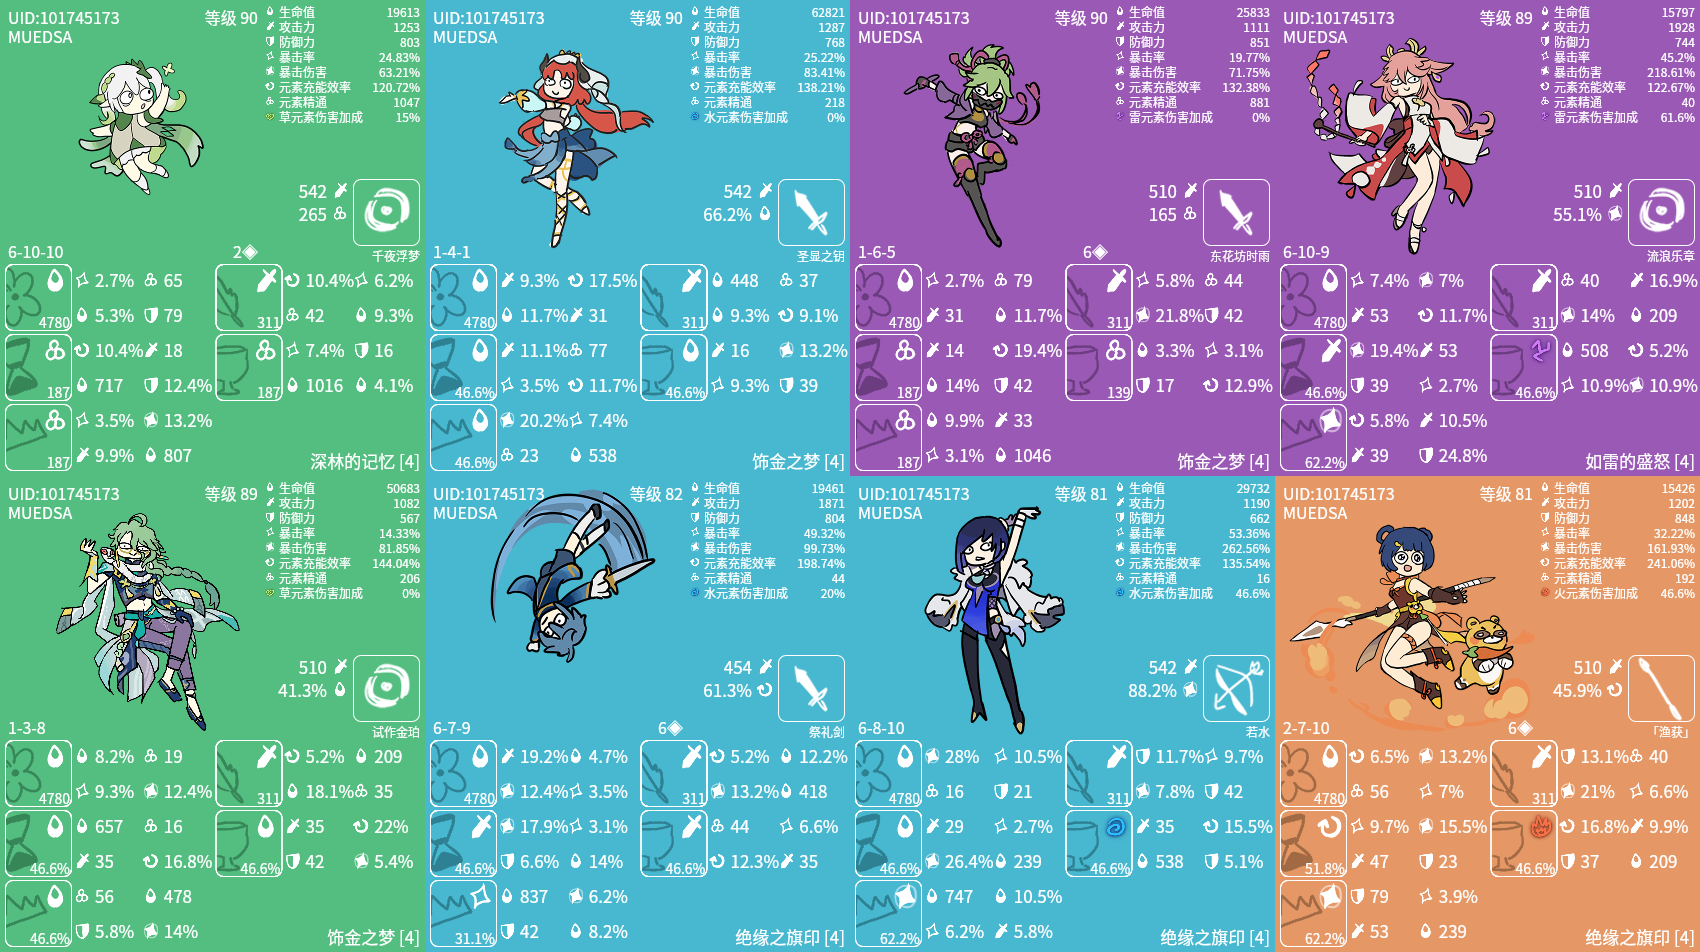 UID:101745173 等级 90
MUEDSA
生命值 19613
攻击力 1253
防御力 803
暴击率 24.83%
暴击伤害 63.21%
元素充能效率 120.72%
元素精通 1047
草元素伤害加成 15%
542
265
6-10-10 2 千夜浮梦
4780 2.7% 65 311 10.4% 6.2%
5.3% 79 42 9.3%
187 10.4% 18 187 7.4% 16
717 12.4% 1016 4.1%
187 3.5% 13.2%
9.9% 807
深林的记忆 [4]
UID:101745173 等级 90
MUEDSA
生命值 62821
攻击力 1287
防御力 768
暴击率 25.22%
暴击伤害 83.41%
元素充能效率 138.21%
元素精通 218
水元素伤害加成 0%
542
66.2%
1-4-1 圣显之钥
4780 9.3% 17.5% 311 448 37
11.7% 31 9.3% 9.1%
46.6% 11.1% 77 46.6% 16 13.2%
3.5% 11.7% 9.3% 39
46.6% 20.2% 7.4%
23 538
饰金之梦 [4]
UID:101745173 等级 90
MUEDSA
生命值 25833
攻击力 1111
防御力 851
暴击率 19.77%
暴击伤害 71.75%
元素充能效率 132.38%
元素精通 881
雷元素伤害加成 0%
510
165
1-6-5 6 东花坊时雨
4780 2.7% 79 311 5.8% 44
31 11.7% 21.8% 42
187 14 19.4% 139 3.3% 3.1%
14% 42 17 12.9%
187 9.9% 33
3.1% 1046
饰金之梦 [4]
UID:101745173 等级 89
MUEDSA
生命值 15797
攻击力 1928
防御力 744
暴击率 45.2%
暴击伤害 218.61%
元素充能效率 122.67%
元素精通 40
雷元素伤害加成 61.6%
510
55.1%
6-10-9 流浪乐章
4780 7.4% 7% 311 40 16.9%
53 11.7% 14% 209
46.6% 19.4% 53 46.6% 508 5.2%
39 2.7% 10.9% 10.9%
62.2% 5.8% 10.5%
39 24.8%
如雷的盛怒 [4]
UID:101745173 等级 89
MUEDSA
生命值 50683
攻击力 1082
防御力 567
暴击率 14.33%
暴击伤害 81.85%
元素充能效率 144.04%
元素精通 206
草元素伤害加成 0%
510
41.3%
1-3-8 试作金珀
4780 8.2% 19 311 5.2% 209
9.3% 12.4% 18.1% 35
46.6% 657 16 46.6% 35 22%
35 16.8% 42 5.4%
46.6% 56 478
5.8% 14%
饰金之梦 [4]
UID:101745173 等级 82
MUEDSA
生命值 19461
攻击力 1871
防御力 804
暴击率 49.32%
暴击伤害 99.73%
元素充能效率 198.74%
元素精通 44
水元素伤害加成 20%
454
61.3%
6-7-9 6 祭礼剑
4780 19.2% 4.7% 311 5.2% 12.2%
12.4% 3.5% 13.2% 418
46.6% 17.9% 3.1% 46.6% 44 6.6%
6.6% 14% 12.3% 35
31.1% 837 6.2%
42 8.2%
绝缘之旗印 [4]
UID:101745173 等级 81
MUEDSA
生命值 29732
攻击力 1190
防御力 662
暴击率 53.36%
暴击伤害 262.56%
元素充能效率 135.54%
元素精通 16
水元素伤害加成 46.6%
542
88.2%
6-8-10 若水
4780 28% 10.5% 311 11.7% 9.7%
16 21 7.8% 42
46.6% 29 2.7% 46.6% 35 15.5%
26.4% 239 538 5.1%
62.2% 747 10.5%
6.2% 5.8%
绝缘之旗印 [4]
UID:101745173 等级 81
MUEDSA
生命值 15426
攻击力 1202
防御力 848
暴击率 32.22%
暴击伤害 161.93%
元素充能效率 241.06%
元素精通 192
火元素伤害加成 46.6%
510
45.9%
2-7-10 6 「渔获」
4780 6.5% 13.2% 311 13.1% 40
56 7% 21% 6.6%
51.8% 9.7% 15.5% 46.6% 16.8% 9.9%
47 23 37 209
62.2% 79 3.9%
53 239
绝缘之旗印 [4]